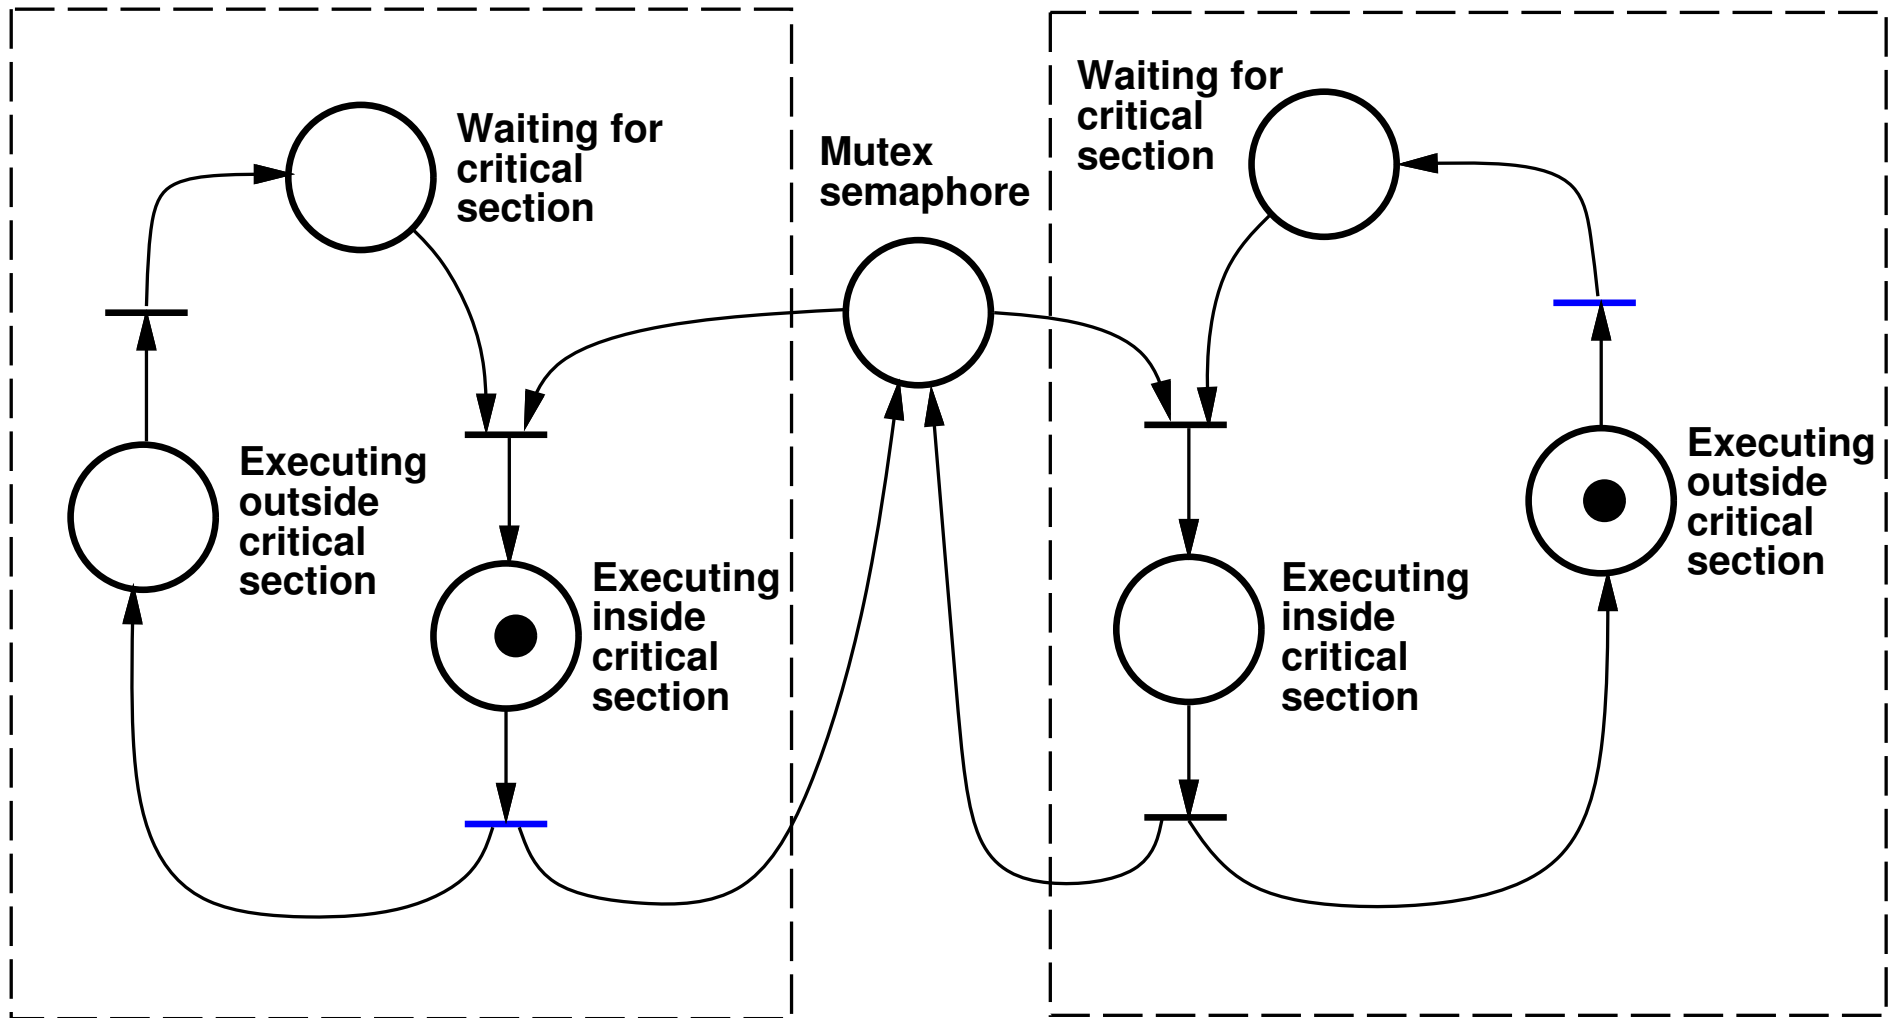 Waiting for
critical
section
Mutex
semaphore
Waiting for
critical
section
Executing
outside
critical
section
Executing
inside
critical
section
Executing
inside
critical
section
Executing
outside
critical
section